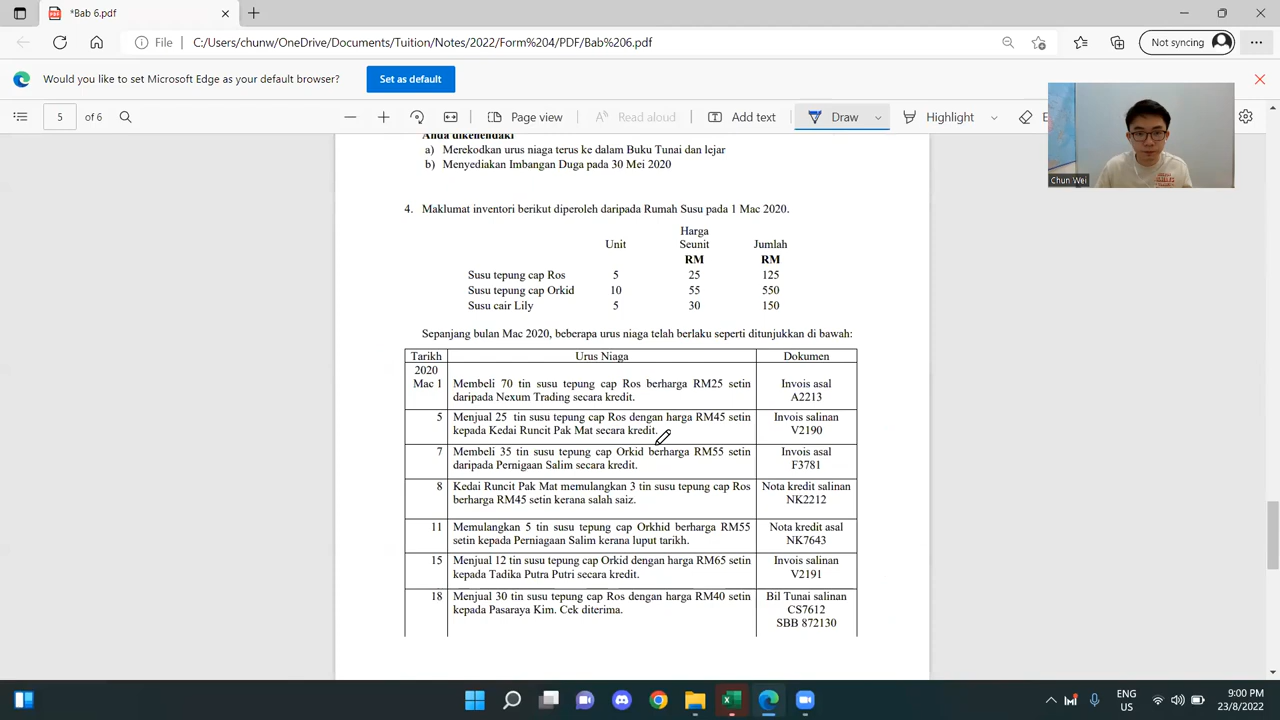 *Bab 6.pdf
File
C:/Users/chunw/OneDrive/Documents/Tuition/Notes/2022/Form%204/PDF/Bab%206.pdf
Not syncing
Would you like to set Microsoft Edge as your default browser?
Set as default
5 of 6
Page view
Read aloud
Add text
Draw
Highlight
E
Chun Wei
Anda dikehendaki
a) Merekodkan urus niaga terus ke dalam Buku Tunai dan lejar
b) Menyediakan Imbangan Duga pada 30 Mei 2020
4. Maklumat inventori berikut diperoleh daripada Rumah Susu pada 1 Mac 2020.
Harga
Unit Seunit Jumlah
RM RM
Susu tepung cap Ros 5 25 125
Susu tepung cap Orkid 10 55 550
Susu cair Lily 5 30 150
Sepanjang bulan Mac 2020, beberapa urus niaga telah berlaku seperti ditunjukkan di bawah:
Tarikh Urus Niaga Dokumen
2020
Mac 1 Membeli 70 tin susu tepung cap Ros berharga RM25 setin Invois asal
daripada Nexum Trading secara kredit. A2213
5 Menjual 25 tin susu tepung cap Ros dengan harga RM45 setin Invois salinan
kepada Kedai Runcit Pak Mat secara kredit. V2190
7 Membeli 35 tin susu tepung cap Orkid berharga RM55 setin Invois asal
daripada Pernigaan Salim secara kredit. F3781
8 Kedai Runcit Pak Mat memulangkan 3 tin susu tepung cap Ros Nota kredit salinan
berharga RM45 setin kerana salah saiz. NK2212
11 Memulangkan 5 tin susu tepung cap Orkhid berharga RM55 Nota kredit asal
setin kepada Perniagaan Salim kerana luput tarikh. NK7643
15 Menjual 12 tin susu tepung cap Orkid dengan harga RM65 setin Invois salinan
kepada Tadika Putra Putri secara kredit. V2191
18 Menjual 30 tin susu tepung cap Ros dengan harga RM40 setin Bil Tunai salinan
kepada Pasaraya Kim. Cek diterima. CS7612
SBB 872130
ENG
US
9:00 PM
23/8/2022